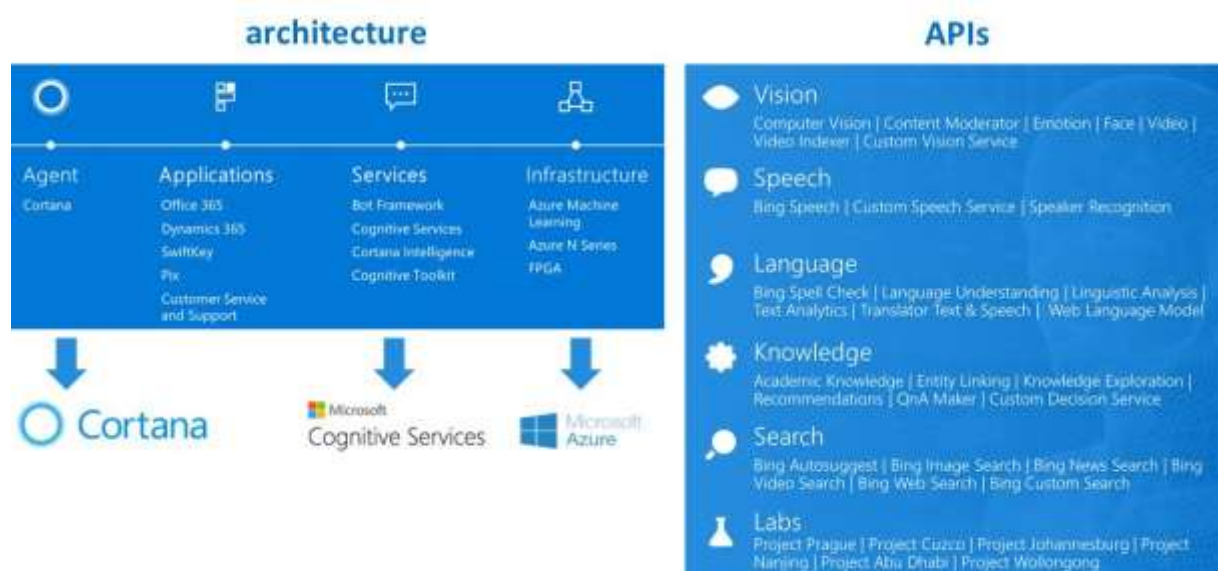 architecture
APIs
Agent
Cortana
Applications
Office 365
Dynamics 365
SwiftKey
Pix
Customer Service
and Support
Services
Bot Framework
Cognitive Services
Cortana Intelligence
Cognitive Toolkit
Infrastructure
Azure Machine
Learning
Azure N Series
FPGA
Cortana
Microsoft
Cognitive Services
Microsoft
Azure
Vision
Computer Vision | Content Moderator | Emotion | Face | Video |
Video Indexer | Custom Vision Service
Speech
Bing Speech | Custom Speech Service | Speaker Recognition
Language
Bing Spell Check | Language Understanding | Linguistic Analysis |
Text Analytics | Translator Text & Speech | Web Language Model
Knowledge
Academic Knowledge | Entity Linking | Knowledge Exploration |
Recommendations | QnA Maker | Custom Decision Service
Search
Bing Autosuggest | Bing Image Search | Bing News Search | Bing
Video Search | Bing Web Search | Bing Custom Search
Labs
Project Prague | Project Cuzco | Project Johannesburg | Project
Nanjing | Project Abu Dhabi | Project Wollongong